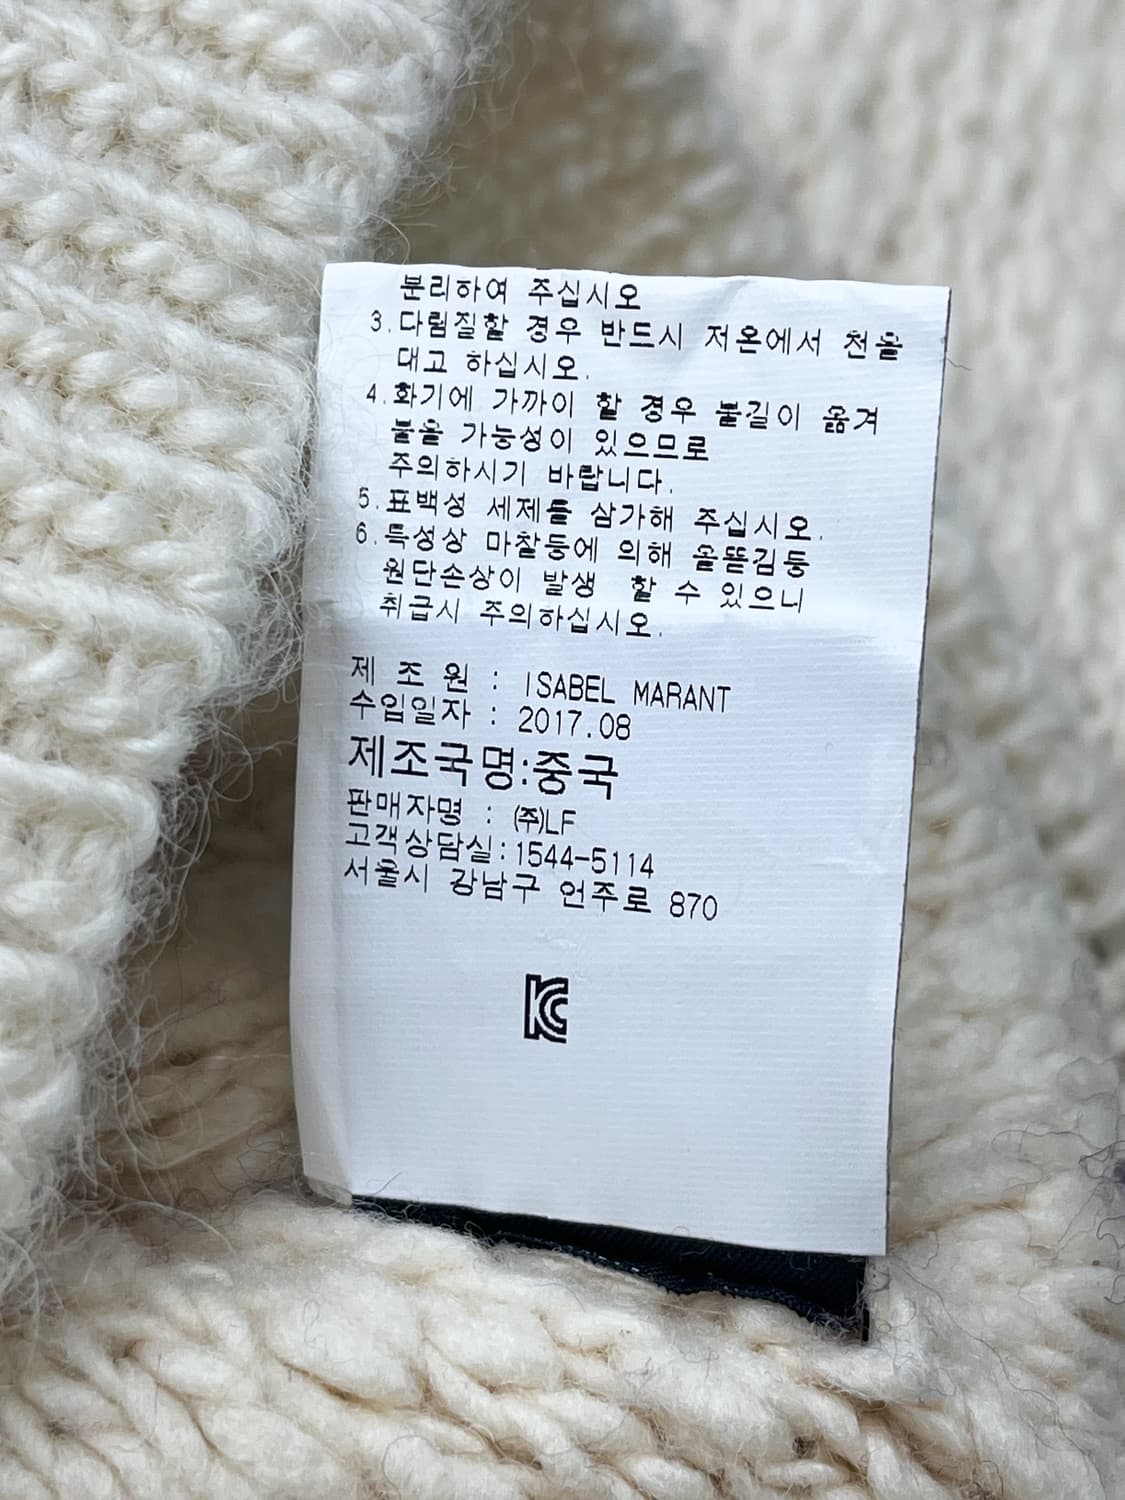 분리하여 주십시오
3.다림질할 경우 반드시 저온에서 천을
대고 하십시오.
4.화기에 가까이 할 경우 불길이 옮겨
붙을 가능성이 있으므로
주의하시기 바랍니다.
5.표백성 세제를 삼가해 주십시오.
6.특성상 마찰등에 의해 올뜯김등
원단손상이 발생 할 수 있으니
취급시 주의하십시오.
제 조 원 : ISABEL MARANT
수입일자 : 2017.08
제조국명:중국
판매자명 : ㈜LF
고객상담실:1544-5114
서울시 강남구 언주로 870
KC